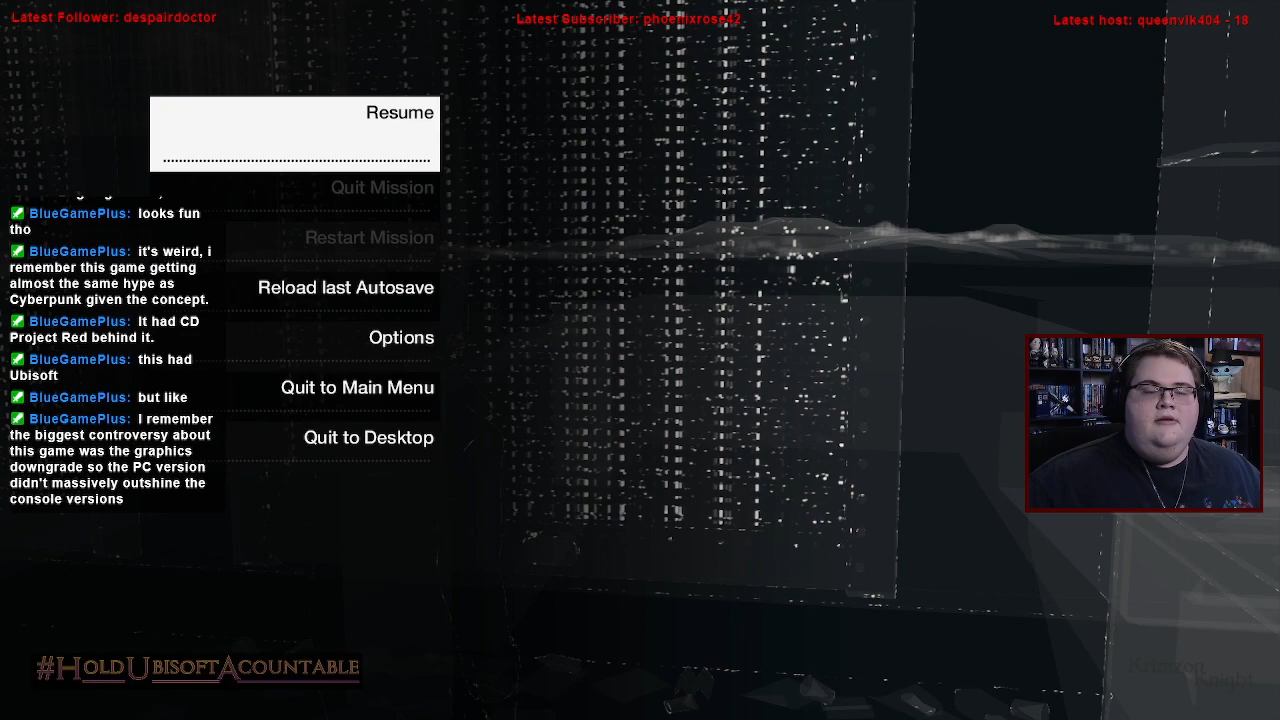 Latest Follower: despairdoctor
Latest Subscriber: phoenixrose42
Latest host: queenvik404 - 18
Resume
Quit Mission
Restart Mission
Reload last Autosave
Options
Quit to Main Menu
Quit to Desktop
BlueGamePlus: looks fun
tho
BlueGamePlus: it's weird, i
remember this game getting
almost the same hype as
Cyberpunk given the concept.
BlueGamePlus: It had CD
Project Red behind it.
BlueGamePlus: this had
Ubisoft
BlueGamePlus: but like
BlueGamePlus: I remember
the biggest controversy about
this game was the graphics
downgrade so the PC version
didn't massively outshine the
console versions
#HoldUbisoftAcountable
Krimzon
Knight